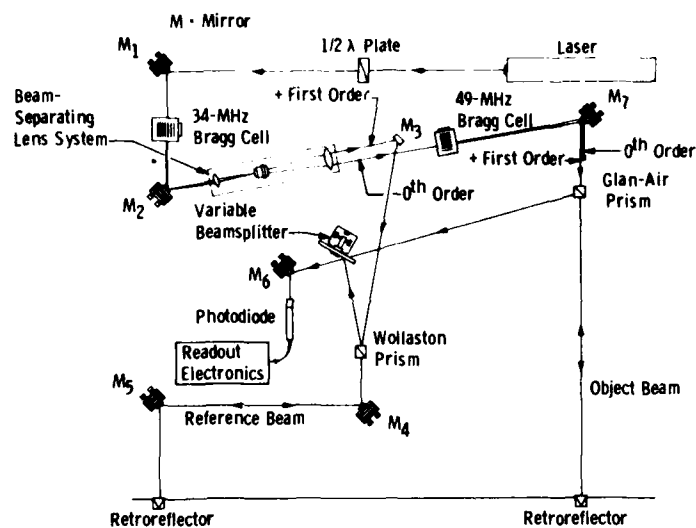 M • Mirror
M1
1/2 λ Plate
Laser
Beam-
Separating
Lens System
34-MHz
Bragg Cell
+ First Order
M3
49-MHz
Bragg Cell
M7
+ First Order
0th Order
M2
~0th Order
Glan-Air
Prism
Variable
Beamsplitter
M6
Photodiode
Wollaston
Prism
Readout
Electronics
M5
Object Beam
Reference Beam
M4
Retroreflector
Retroreflector